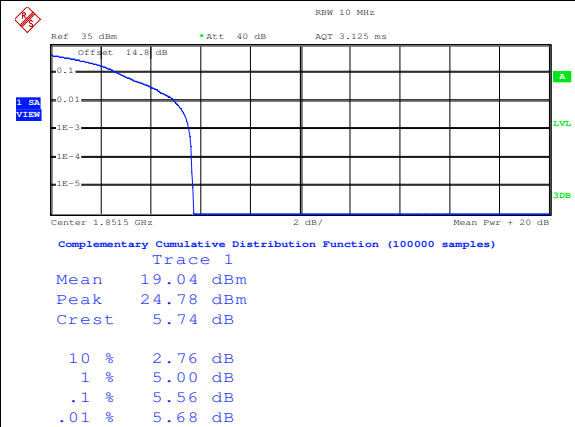 RBW 10 MHz
Ref 35 dBm *Att 40 dB AQT 3.125 ms
Offset 14.8 dB
0.1
A
0.01
1 SA
VIEW
1E-3
LVL
1E-4
1E-5
3DB
Center 1.8515 GHz 2 dB/ Mean Pwr + 20 dB
Complementary Cumulative Distribution Function (100000 samples)
Trace 1
Mean 19.04 dBm
Peak 24.78 dBm
Crest 5.74 dB
10 % 2.76 dB
1 % 5.00 dB
.1 % 5.56 dB
.01 % 5.68 dB